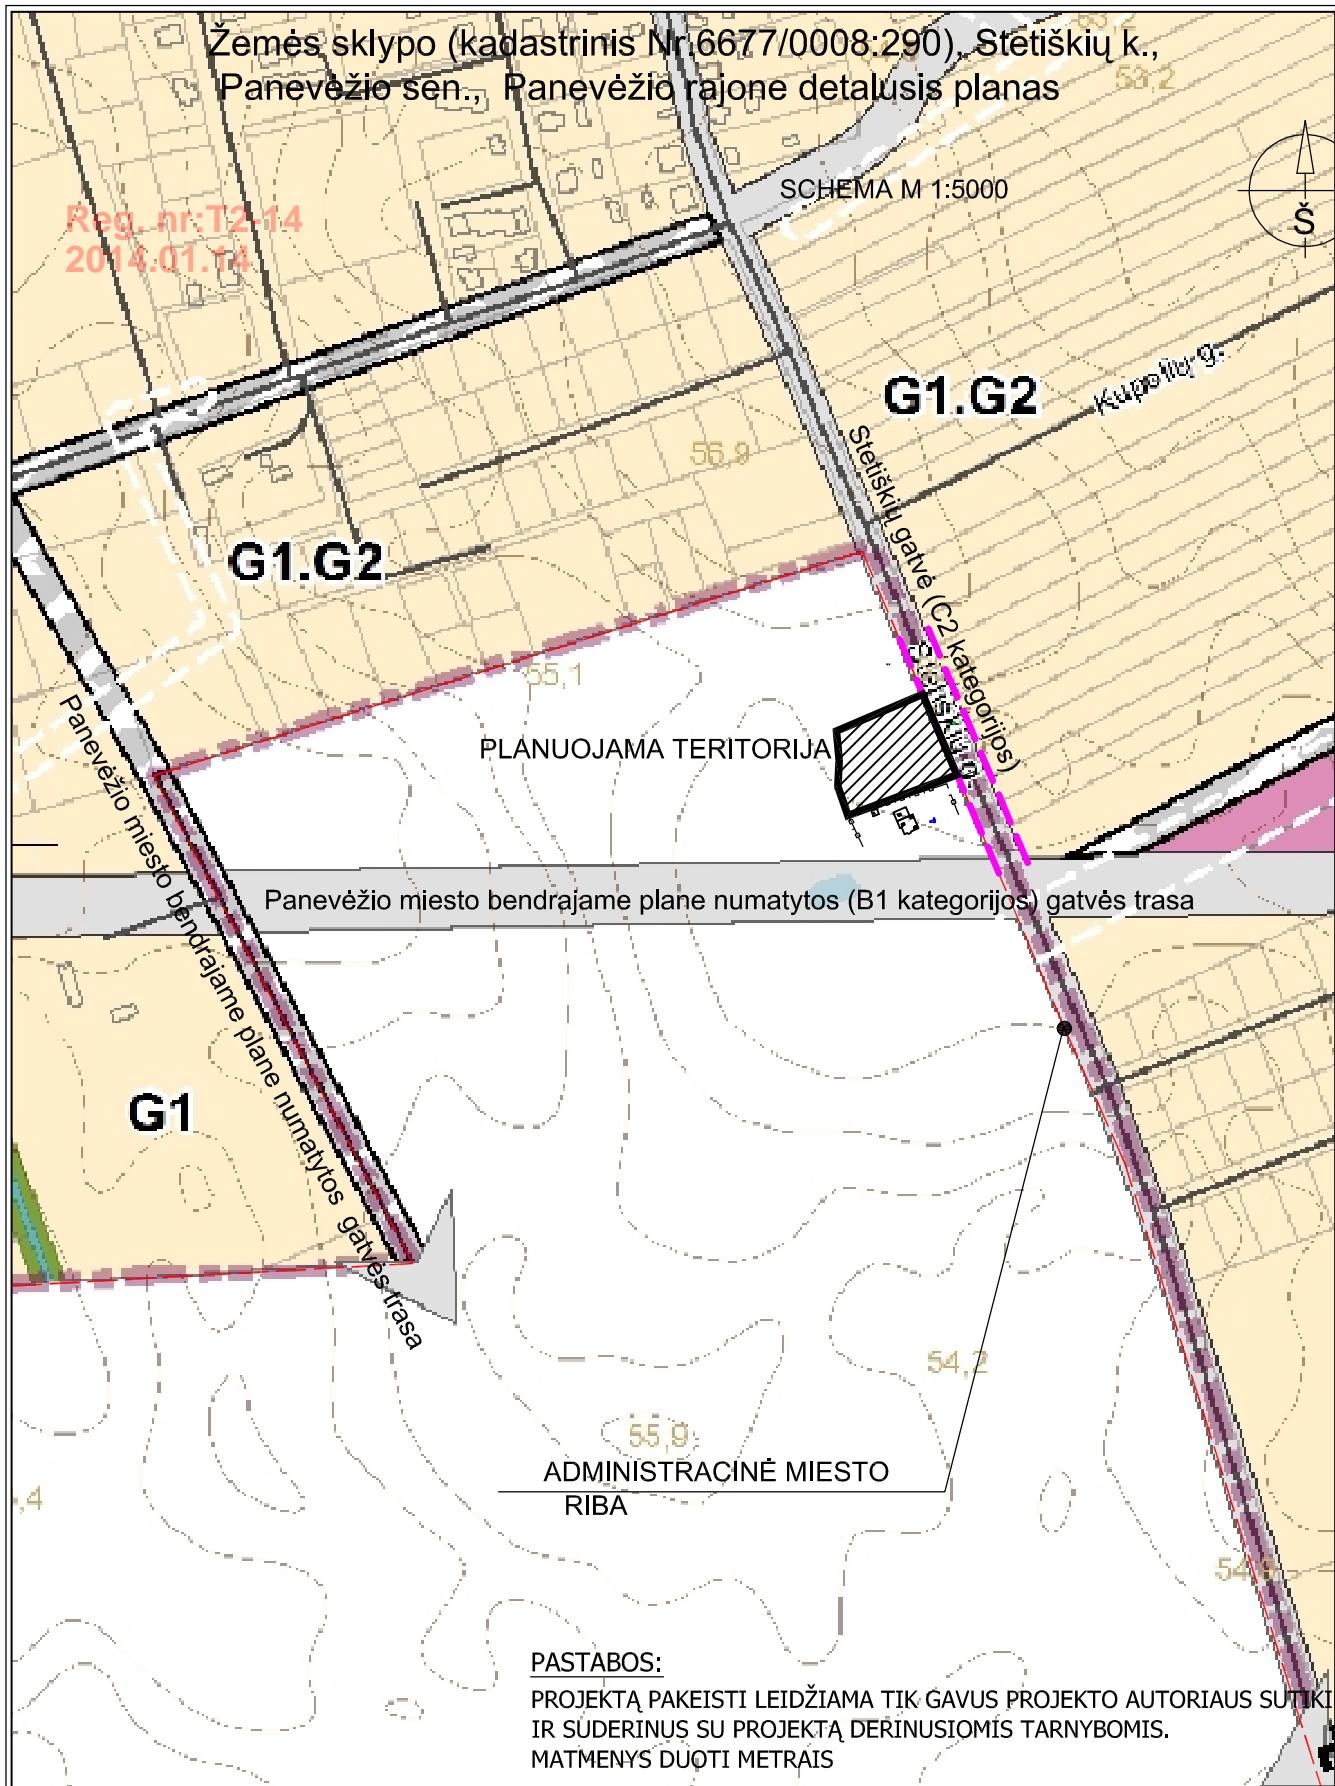 Žemės sklypo (kadastrinis Nr.6677/0008:290), Stetiškių k.,
Panevėžio sen., Panevėžio rajone detalusis planas
53,2
SCHEMA M 1:5000
Š
Reg. nr:T2-14
2014.01.14
G1.G2
Kupolių g.
56,9
Stetiškių gatvė (C2 kategorijos)
G1.G2
55,1
PLANUOJAMA TERITORIJA
Panevėžio miesto bendrajame plane numatytos gatvės trasa
Panevėžio miesto bendrajame plane numatytos (B1 kategorijos) gatvės trasa
G1
54,2
55,9
ADMINISTRACINĖ MIESTO
RIBA
,4
PASTABOS:
PROJEKTĄ PAKEISTI LEIDŽIAMA TIK GAVUS PROJEKTO AUTORIAUS SUTIKI
IR SUDERINUS SU PROJEKTĄ DERINUSIOMIS TARNYBOMIS.
MATMENYS DUOTI METRAIS